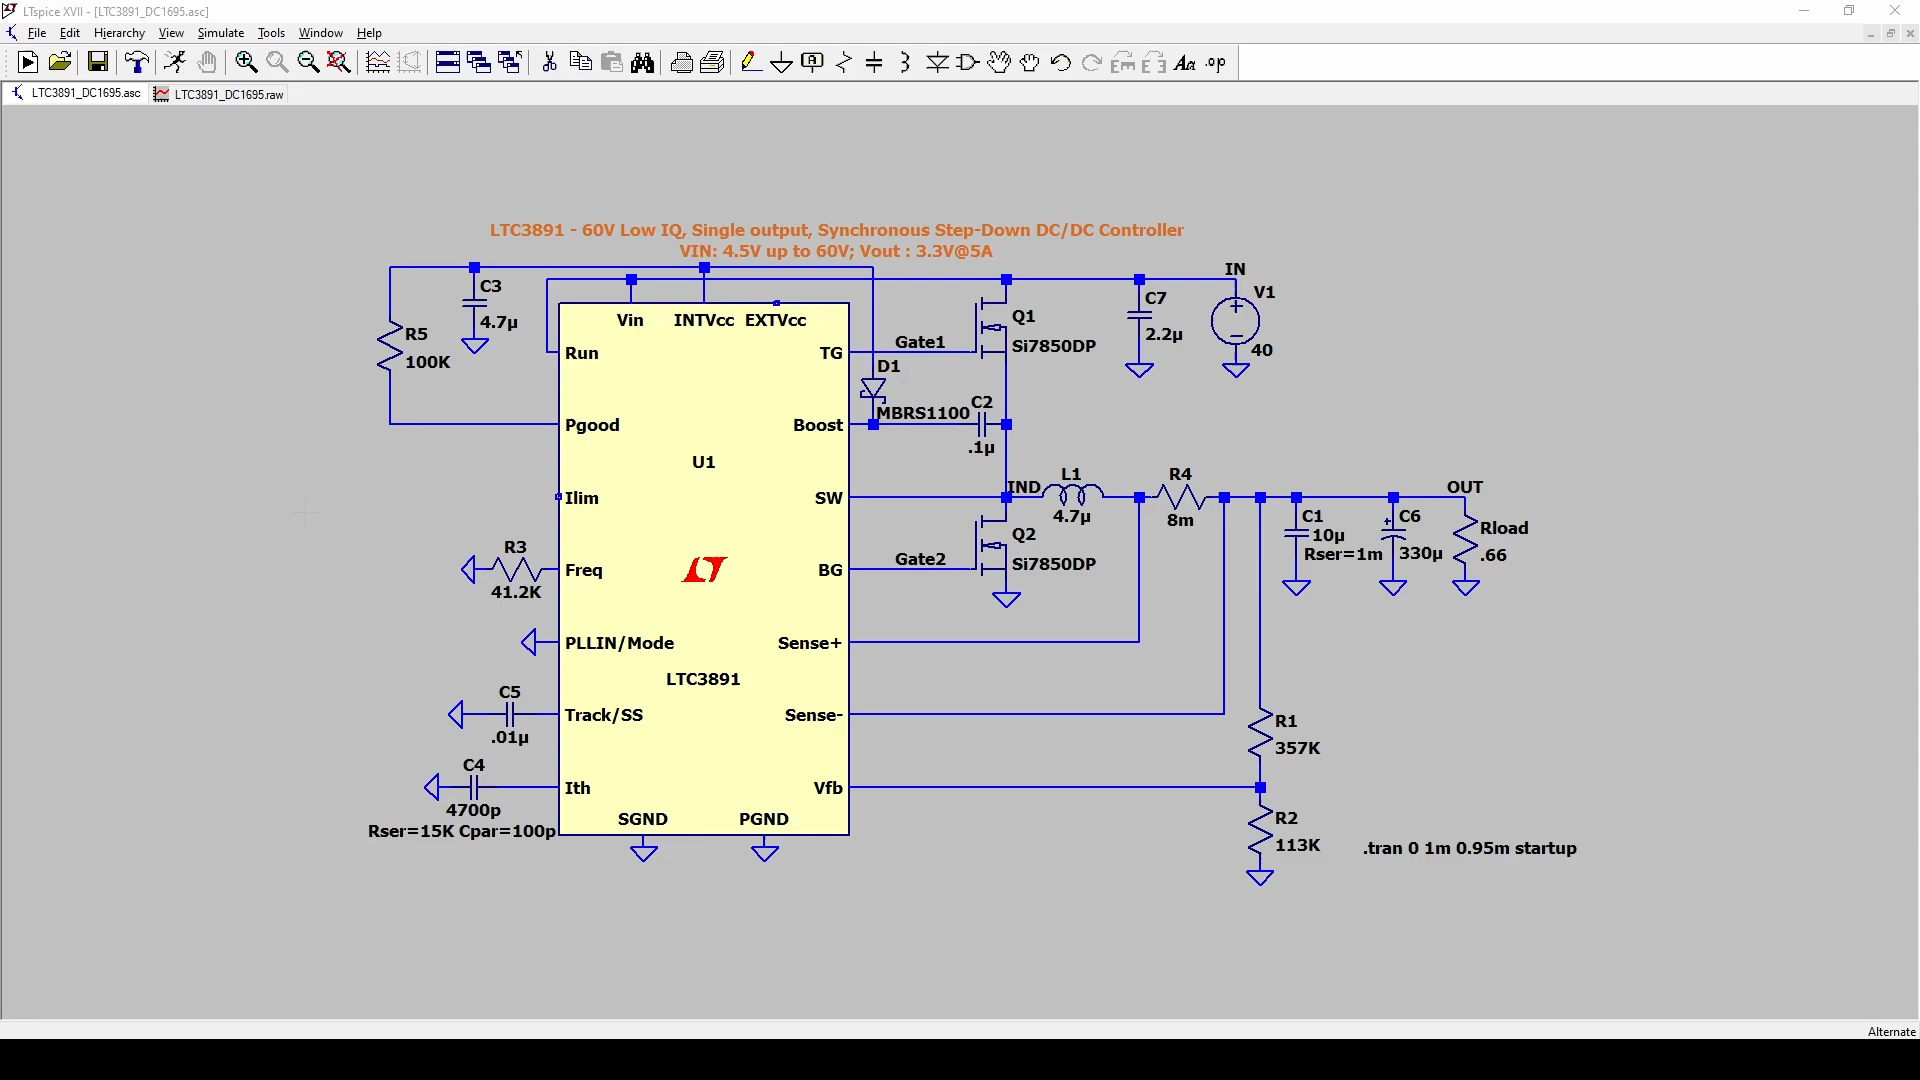 LTspice XVII - [LTC3891_DC1695.asc]
File Edit Hierarchy View Simulate Tools Window Help
LTC3891_DC1695.asc LTC3891_DC1695.raw
LTC3891 - 60V Low IQ, Single output, Synchronous Step-Down DC/DC Controller
VIN: 4.5V up to 60V; Vout : 3.3V@5A
IN
C3
4.7µ
C7
2.2µ
V1
40
R5
100K
Vin INTVcc EXTVcc
Run
TG
Gate1
Q1
Si7850DP
D1
MBRS1100
C2
.1µ
Pgood
Boost
U1
Ilim
SW
IND
L1
4.7µ
R4
8m
OUT
C1
10µ
Rser=1m
C6
330µ
Rload
.66
Q2
Si7850DP
R3
41.2K
Freq
BG
Gate2
PLLIN/Mode
Sense+
LTC3891
C5
.01µ
Track/SS
Sense-
R1
357K
C4
4700p
Rser=15K Cpar=100p
Ith
Vfb
SGND PGND
R2
113K
.tran 0 1m 0.95m startup
Alternate